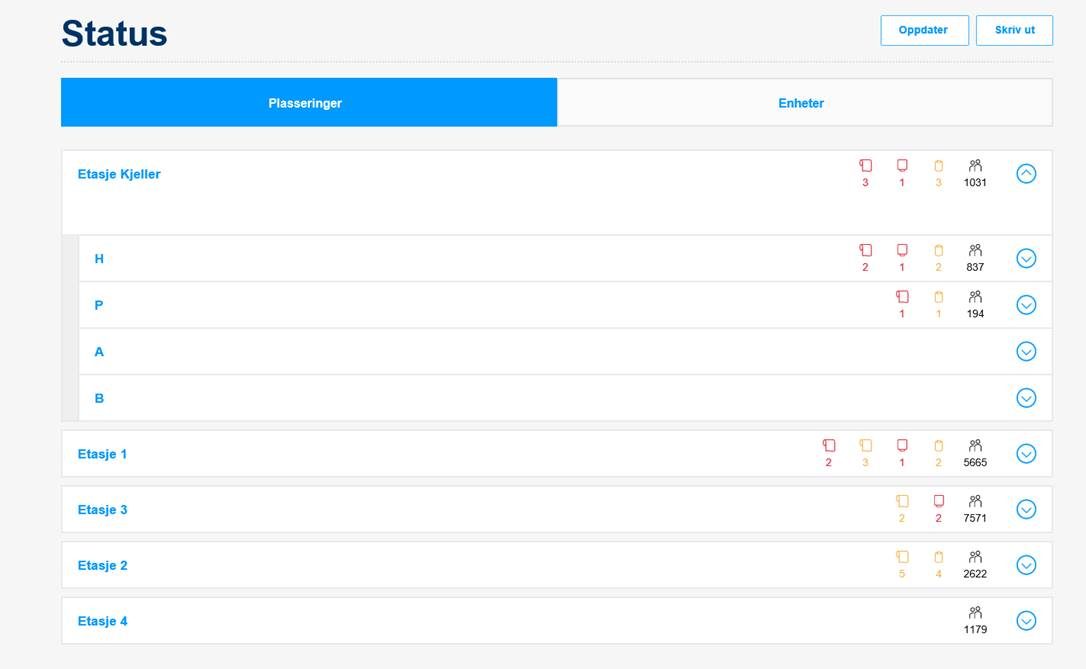 Status
Oppdater
Skriv ut
Plasseringer
Enheter
Etasje Kjeller
3 1 3 1031
H
2 1 2 837
P
1 1 194
A
B
Etasje 1
2 3 1 2 5665
Etasje 3
2 2 7571
Etasje 2
5 4 2622
Etasje 4
1179